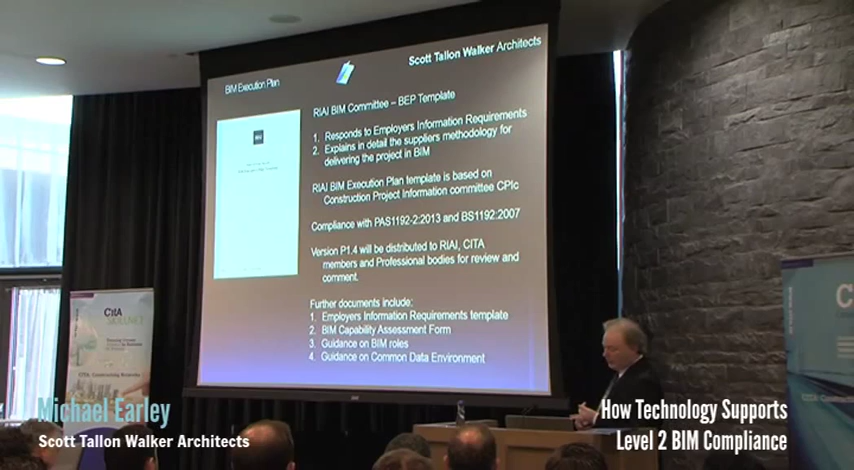 BIM Execution Plan
Scott Tallon Walker Architects
RIAI BIM Committee – BEP Template
1. Responds to Employers Information Requirements
2. Explains in detail the suppliers methodology for
delivering the project in BIM
RIAI BIM Execution Plan template is based on
Construction Project Information committee CPIc
Compliance with PAS1192-2:2013 and BS1192:2007
Version P1.4 will be distributed to RIAI, CITA
members and Professional bodies for review and
comment.
Further documents include:
1. Employers Information Requirements template
2. BIM Capability Assessment Form
3. Guidance on BIM roles
4. Guidance on Common Data Environment
CITA
SKILLNET
Michael Earley
Scott Tallon Walker Architects
How Technology Supports
Level 2 BIM Compliance